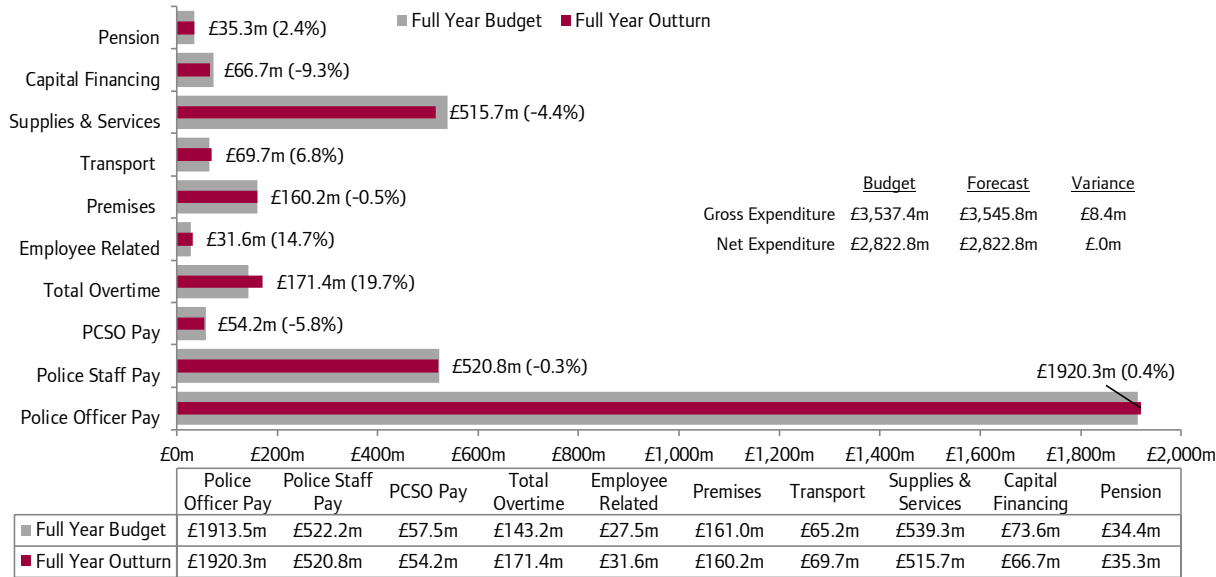 Full Year Budget Full Year Outturn
Pension £35.3m (2.4%)
Capital Financing £66.7m (-9.3%)
Supplies & Services £515.7m (-4.4%)
Transport £69.7m (6.8%)
Premises £160.2m (-0.5%)
Employee Related £31.6m (14.7%)
Total Overtime £171.4m (19.7%)
PCSO Pay £54.2m (-5.8%)
Police Staff Pay £520.8m (-0.3%)
Police Officer Pay £1920.3m (0.4%)
Budget Forecast Variance
Gross Expenditure £3,537.4m £3,545.8m £8.4m
Net Expenditure £2,822.8m £2,822.8m £.0m
£0m £200m £400m £600m £800m £1,000m £1,200m £1,400m £1,600m £1,800m £2,000m
Police Officer Pay Police Staff Pay PCSO Pay Total Overtime Employee Related Premises Transport Supplies & Services Capital Financing Pension
Full Year Budget £1913.5m £522.2m £57.5m £143.2m £27.5m £161.0m £65.2m £539.3m £73.6m £34.4m
Full Year Outturn £1920.3m £520.8m £54.2m £171.4m £31.6m £160.2m £69.7m £515.7m £66.7m £35.3m